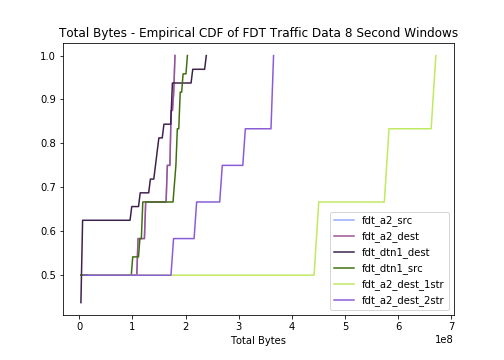 Total Bytes - Empirical CDF of FDT Traffic Data 8 Second Windows
1.0
0.9
0.8
0.7
0.6
0.5
fdt_a2_src
fdt_a2_dest
fdt_dtn1_dest
fdt_dtn1_src
fdt_a2_dest_1str
fdt_a2_dest_2str
0 1 2 3 4 5 6 7
1e8
Total Bytes